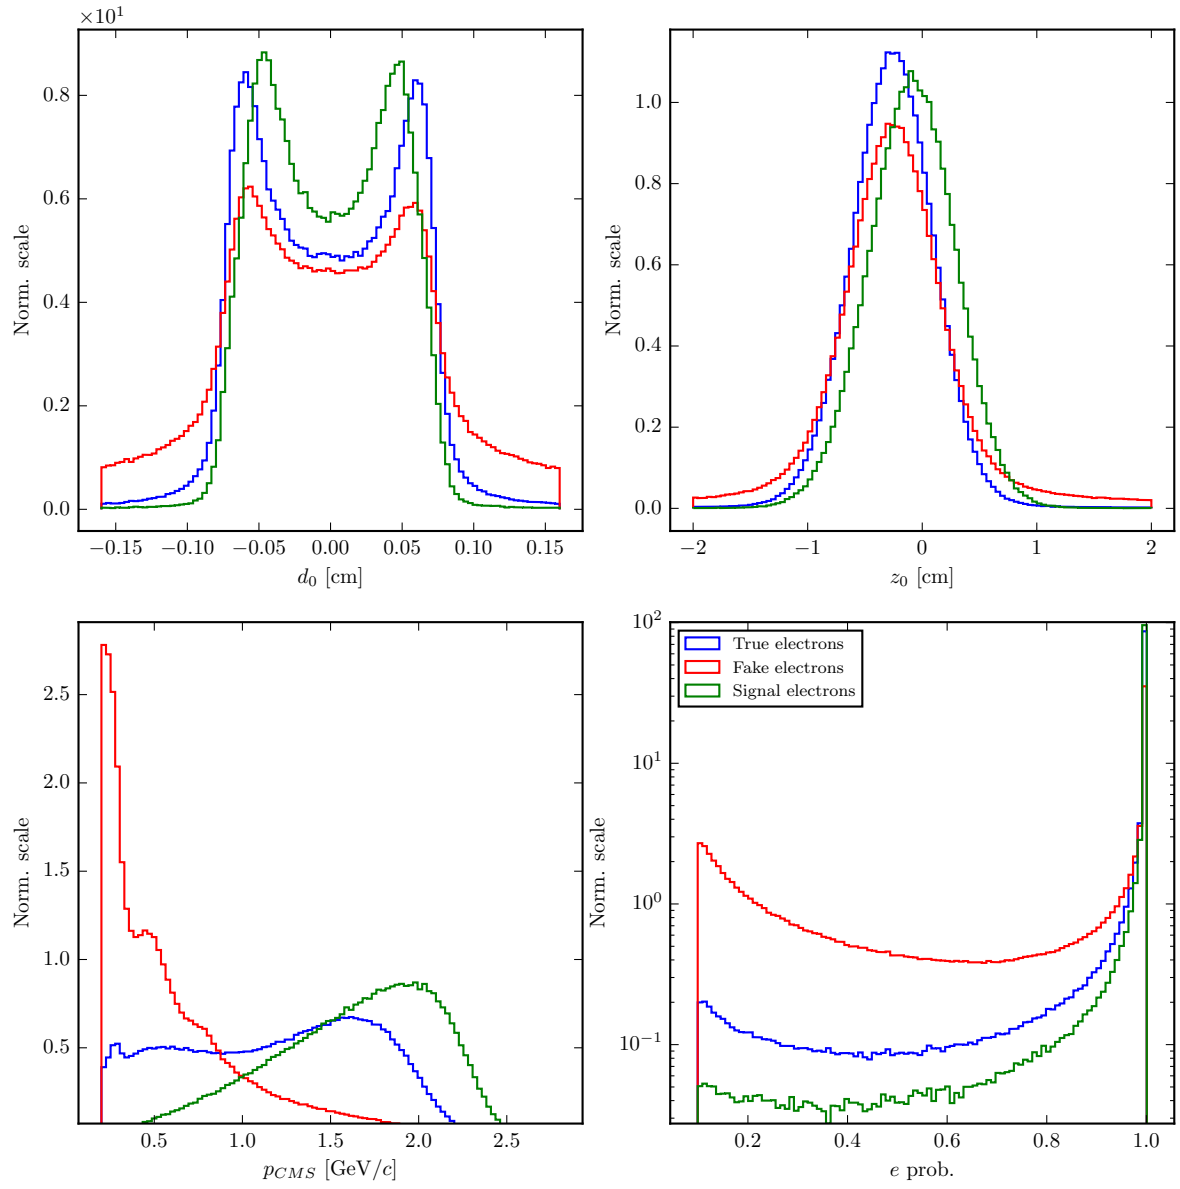 ×10¹
0.8
0.6
0.4
0.2
0.0
Norm. scale
−0.15 −0.10 −0.05 0.00 0.05 0.10 0.15
d₀ [cm]
1.0
0.8
0.6
0.4
0.2
0.0
Norm. scale
−2 −1 0 1 2
z₀ [cm]
2.5
2.0
1.5
1.0
0.5
Norm. scale
0.5 1.0 1.5 2.0 2.5
p_CMS [GeV/c]
10²
10¹
10⁰
10⁻¹
Norm. scale
True electrons
Fake electrons
Signal electrons
0.2 0.4 0.6 0.8 1.0
e prob.